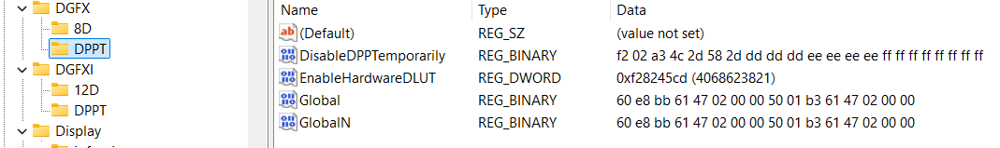 DGFX
8D
DPPT
DGFXI
12D
DPPT
Display
Name Type Data
(Default) REG_SZ (value not set)
DisableDPPTemporarily REG_BINARY f2 02 a3 4c 2d 58 2d dd dd dd ee ee ee ee ff ff ff ff ff ff ff ff
EnableHardwareDLUT REG_DWORD 0xf28245cd (4068623821)
Global REG_BINARY 60 e8 bb 61 47 02 00 00 50 01 b3 61 47 02 00 00
GlobalN REG_BINARY 60 e8 bb 61 47 02 00 00 50 01 b3 61 47 02 00 00